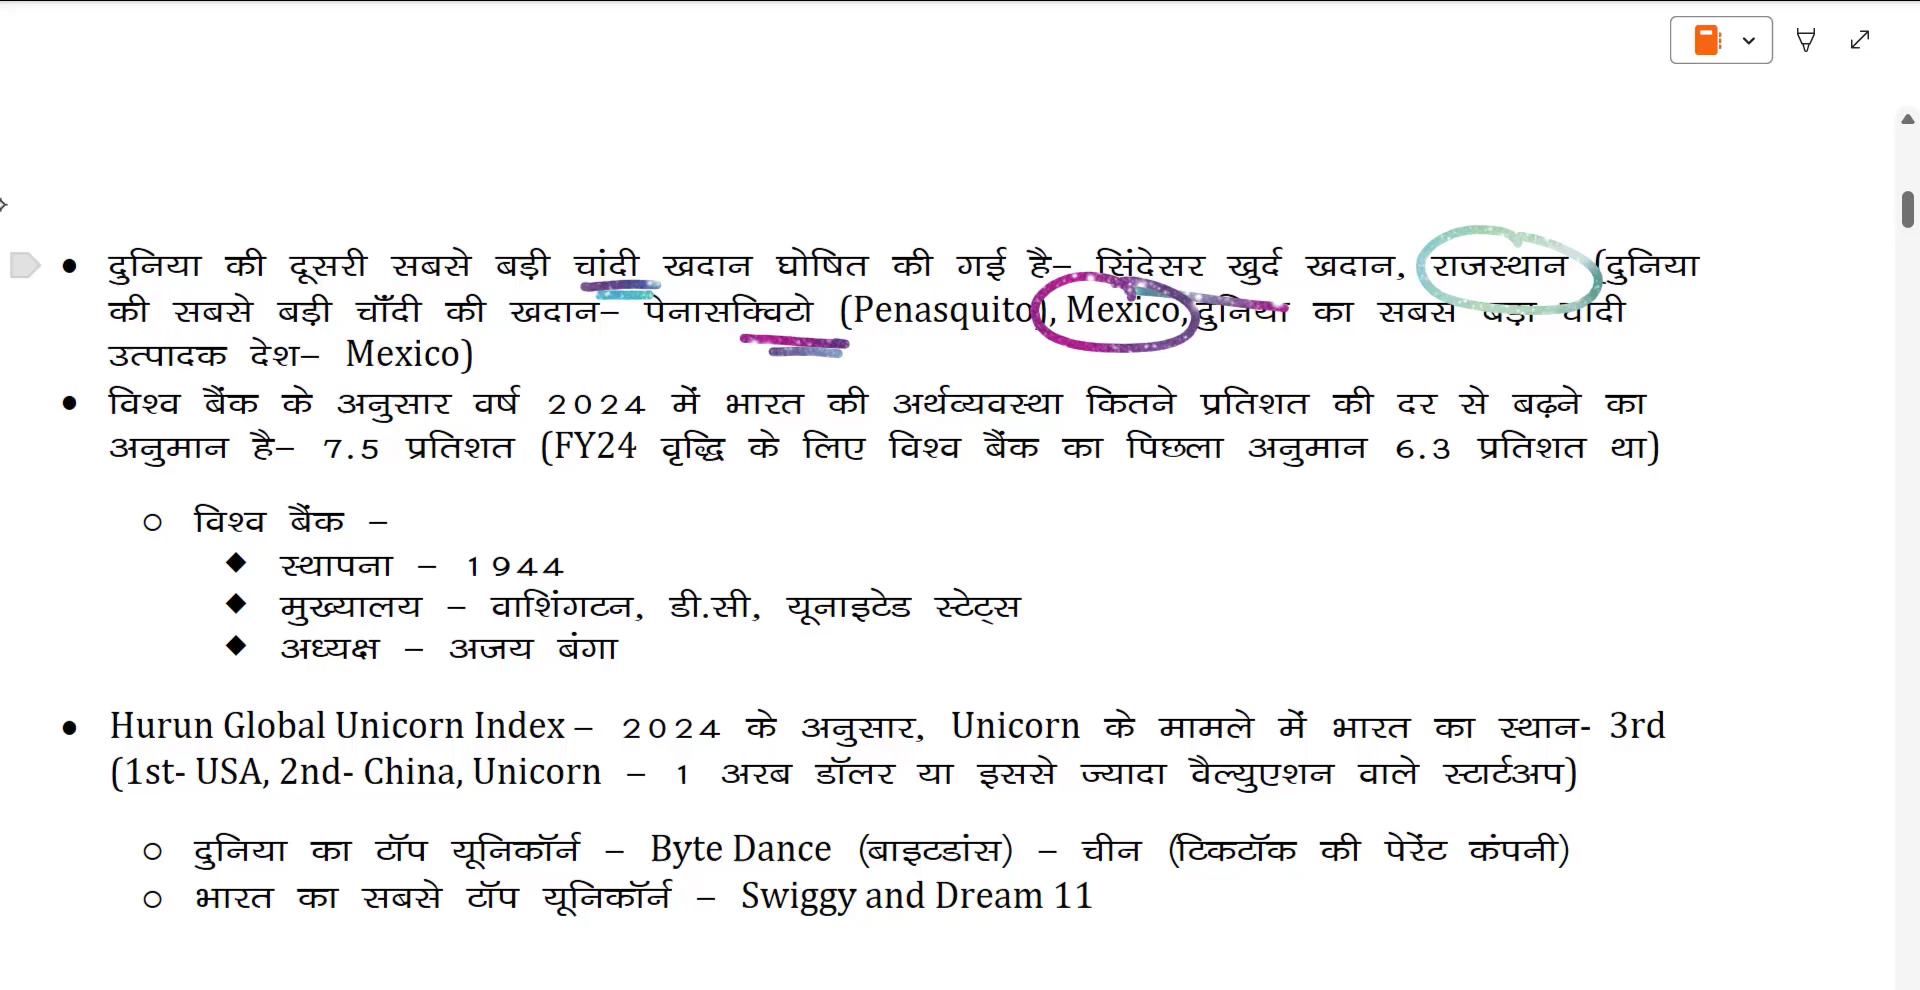 ● दुनिया की दूसरी सबसे बड़ी चांदी खदान घोषित की गई है– सिंदेसर खुर्द खदान, राजस्थान (दुनिया
की सबसे बड़ी चाँदी की खदान– पेनासक्विटो (Penasquito), Mexico, दुनिया का सबसे बड़ा चांदी
उत्पादक देश– Mexico)
● विश्व बैंक के अनुसार वर्ष 2024 में भारत की अर्थव्यवस्था कितने प्रतिशत की दर से बढ़ने का
अनुमान है– 7.5 प्रतिशत (FY24 वृद्धि के लिए विश्व बैंक का पिछला अनुमान 6.3 प्रतिशत था)
○ विश्व बैंक –
◆ स्थापना – 1944
◆ मुख्यालय – वाशिंगटन, डी.सी, यूनाइटेड स्टेट्स
◆ अध्यक्ष – अजय बंगा
● Hurun Global Unicorn Index – 2024 के अनुसार, Unicorn के मामले में भारत का स्थान- 3rd
(1st- USA, 2nd- China, Unicorn – 1 अरब डॉलर या इससे ज्यादा वैल्युएशन वाले स्टार्टअप)
○ दुनिया का टॉप यूनिकॉर्न – Byte Dance (बाइटडांस) – चीन (टिकटॉक की पेरेंट कंपनी)
○ भारत का सबसे टॉप यूनिकॉर्न – Swiggy and Dream 11